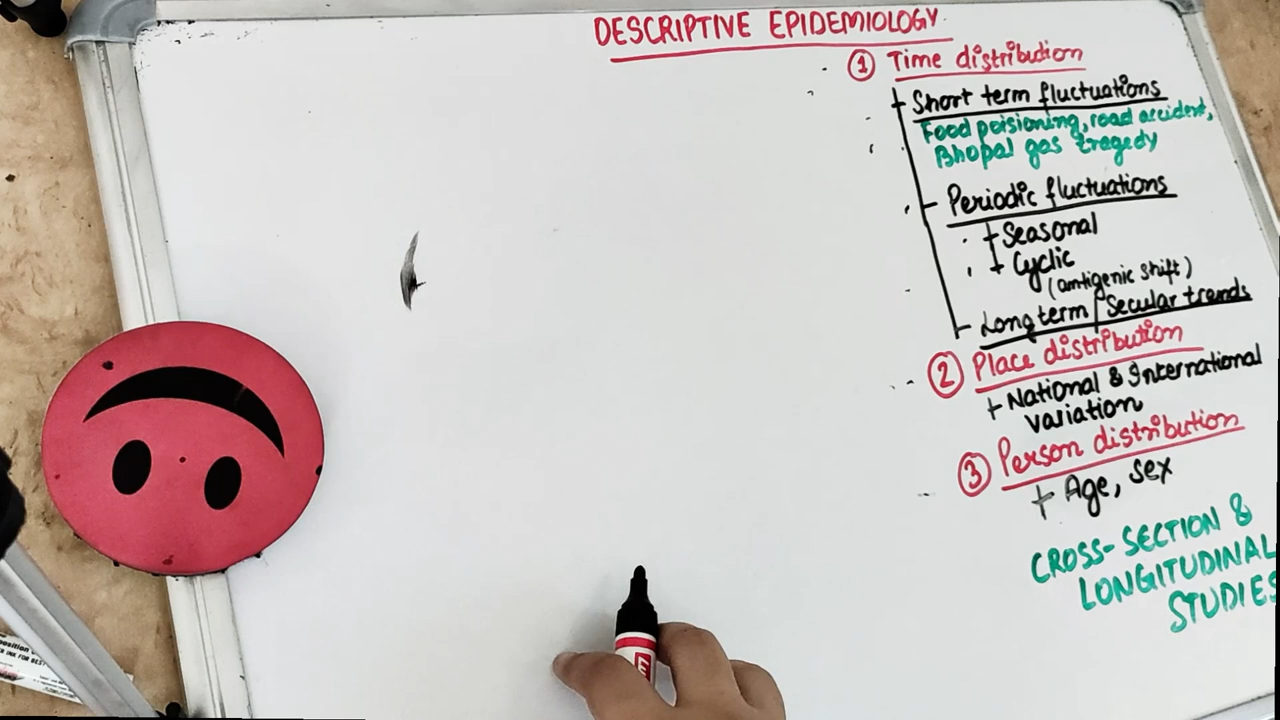 DESCRIPTIVE EPIDEMIOLOGY
① Time distribution
Short term fluctuations
Food poisioning, road accident,
Bhopal gas tragedy
Periodic fluctuations
Seasonal
Cyclic
(antigenic shift)
Long term / Secular trends
② Place distribution
National & International
variation
③ Person distribution
Age, sex
CROSS-SECTION &
LONGITUDINAL
STUDIES